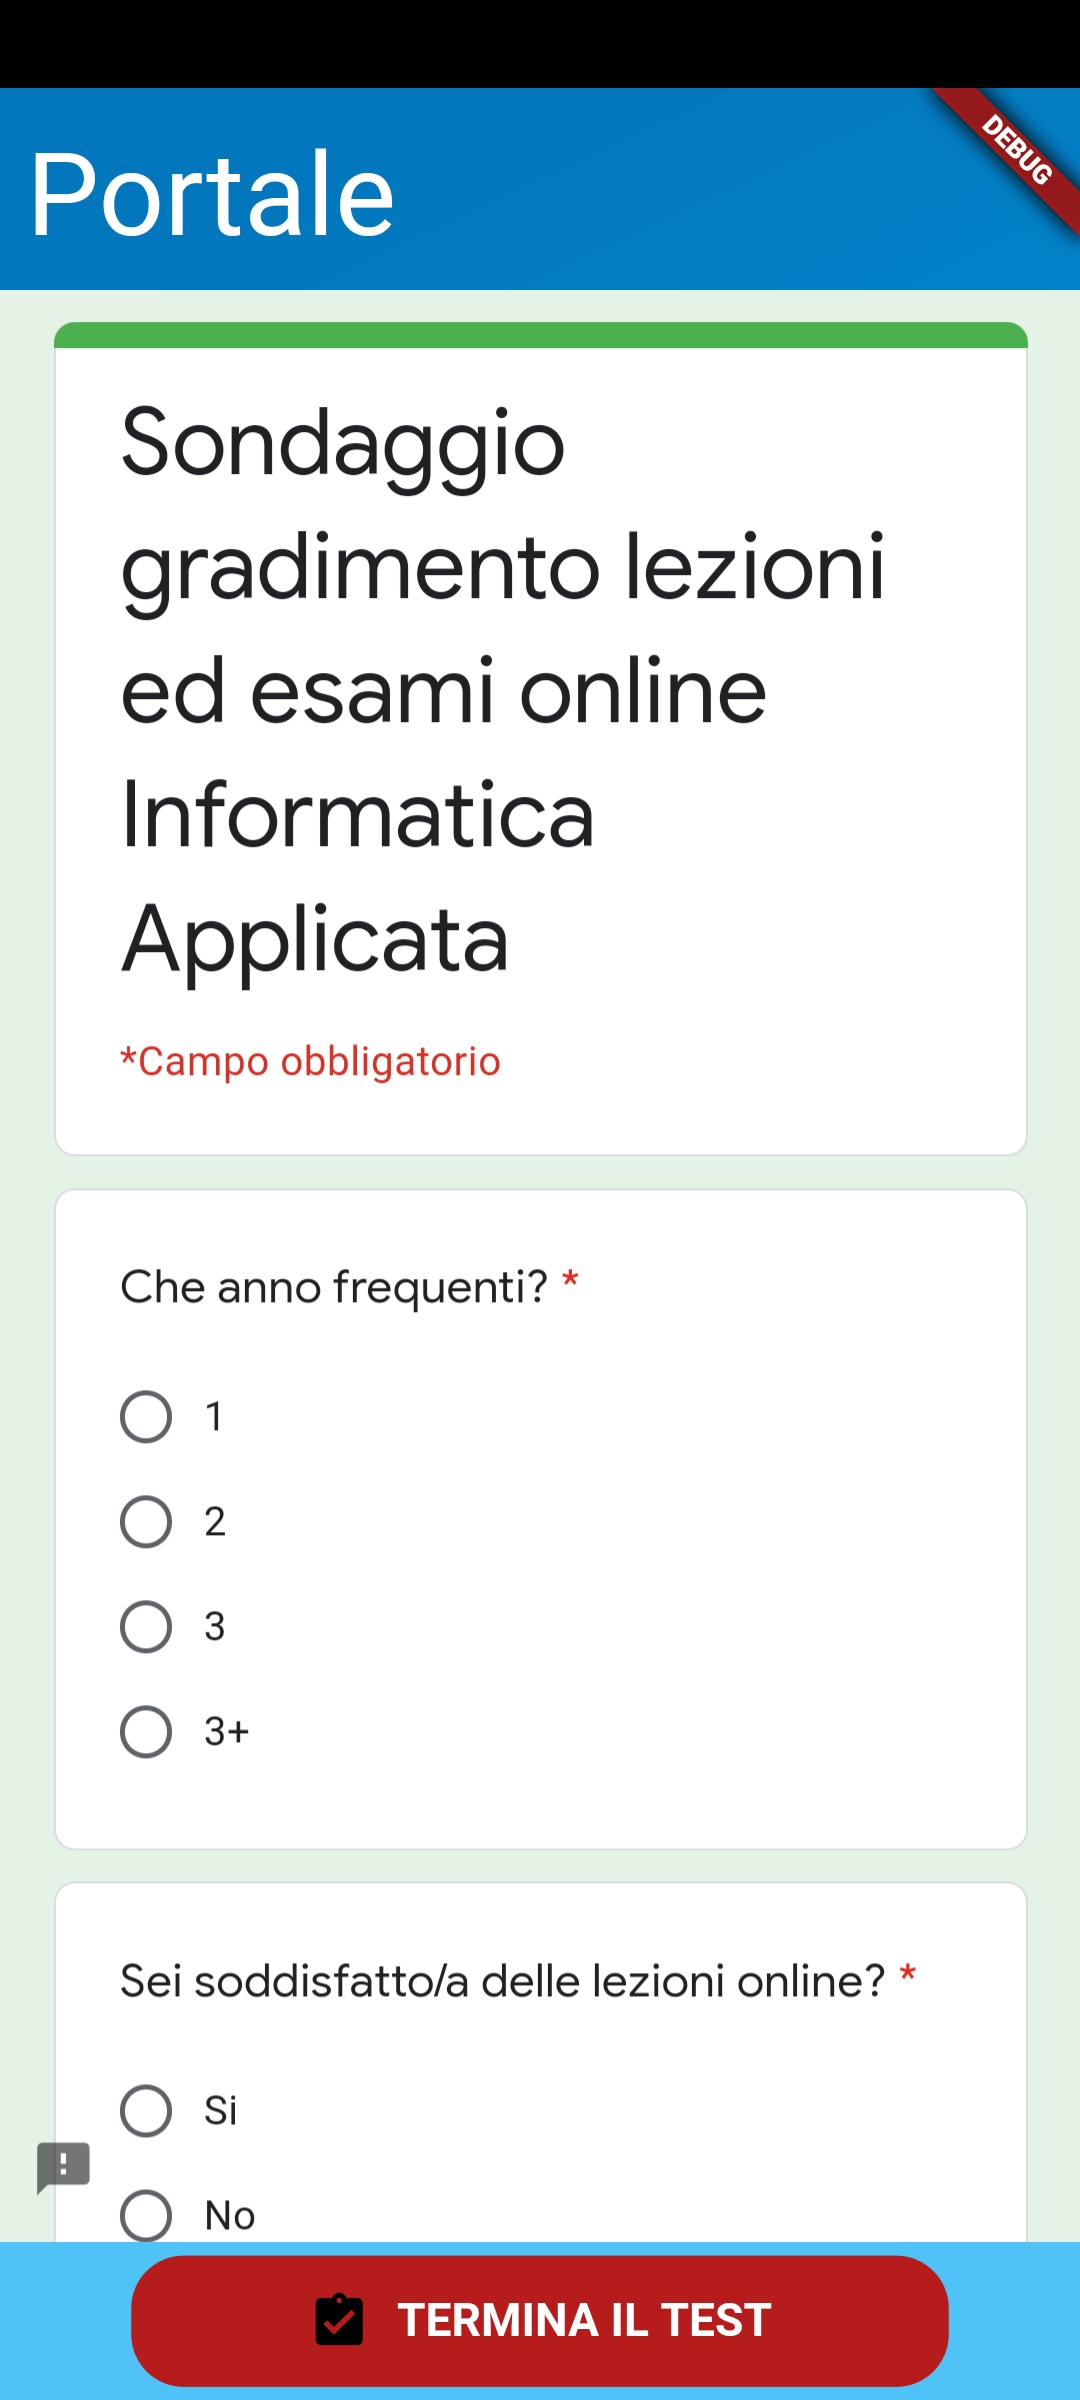 Portale
DEBUG
Sondaggio
gradimento lezioni
ed esami online
Informatica
Applicata
*Campo obbligatorio
Che anno frequenti? *
1
2
3
3+
Sei soddisfatto/a delle lezioni online? *
Si
No
TERMINA IL TEST